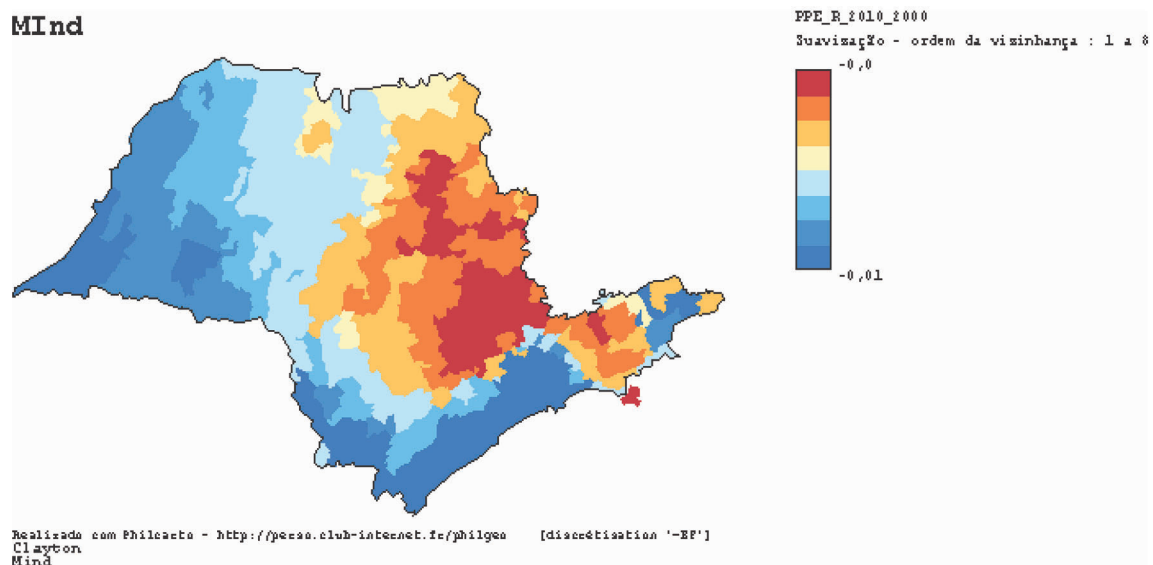 MInd
PPE_R_2010_2000
Suavização - ordem da visinhança : 1 a 8
-0,0
-0,01
Realizado com Philcarto - http://perso.club-internet.fr/philgeo [discrétisation '-EF']
Clayton
Mind